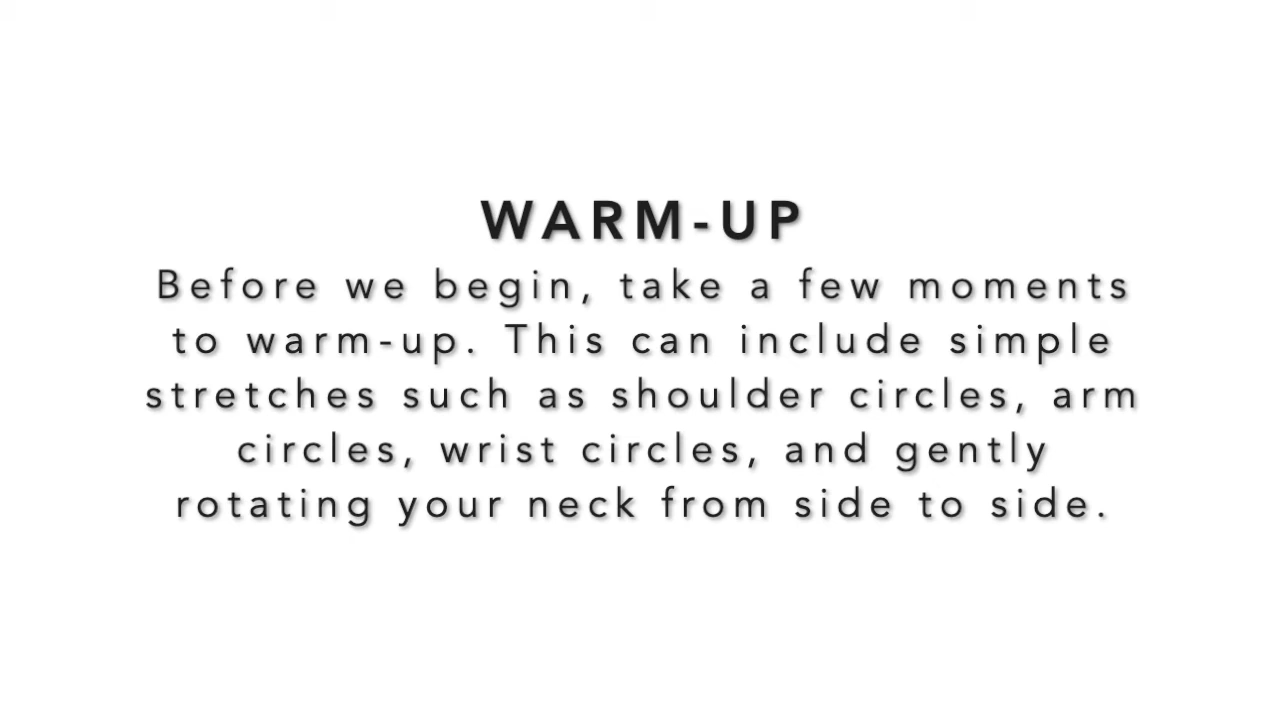 WARM-UP
Before we begin, take a few moments
to warm-up. This can include simple
stretches such as shoulder circles, arm
circles, wrist circles, and gently
rotating your neck from side to side.